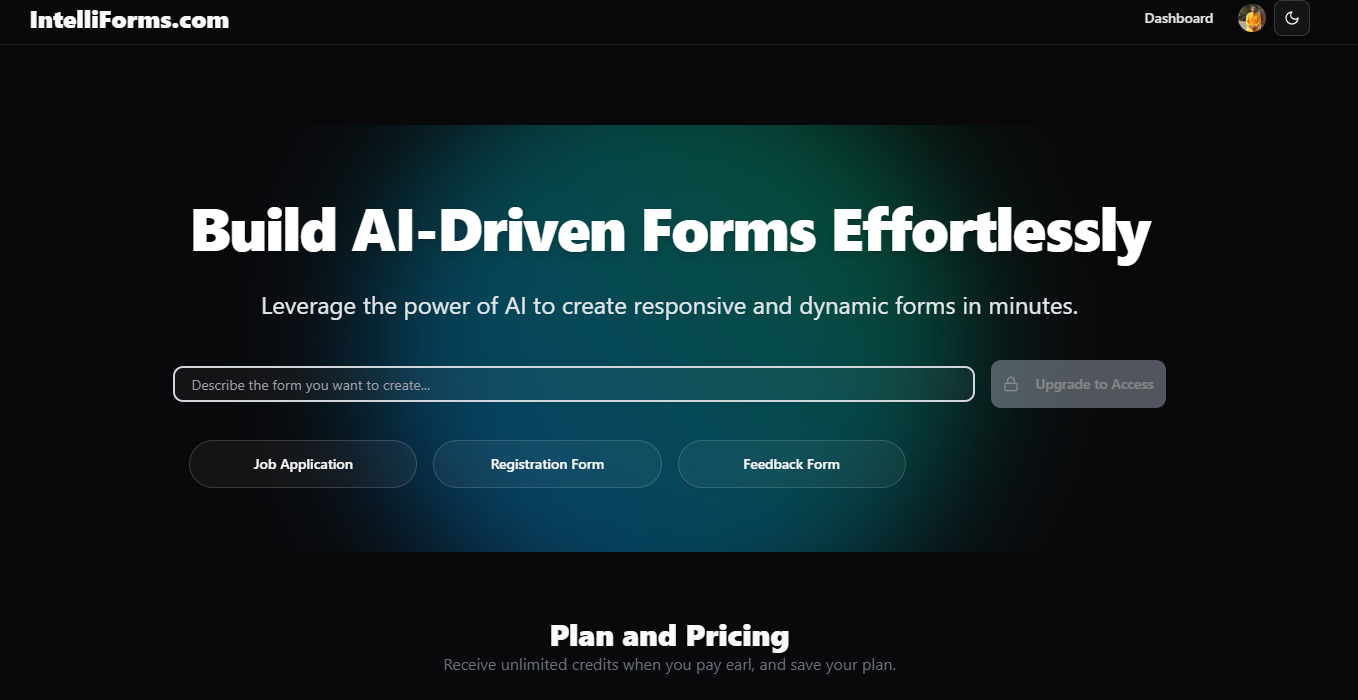 IntelliForms.com
Dashboard
Build AI-Driven Forms Effortlessly
Leverage the power of AI to create responsive and dynamic forms in minutes.
Describe the form you want to create...
Upgrade to Access
Job Application
Registration Form
Feedback Form
Plan and Pricing
Receive unlimited credits when you pay earl, and save your plan.